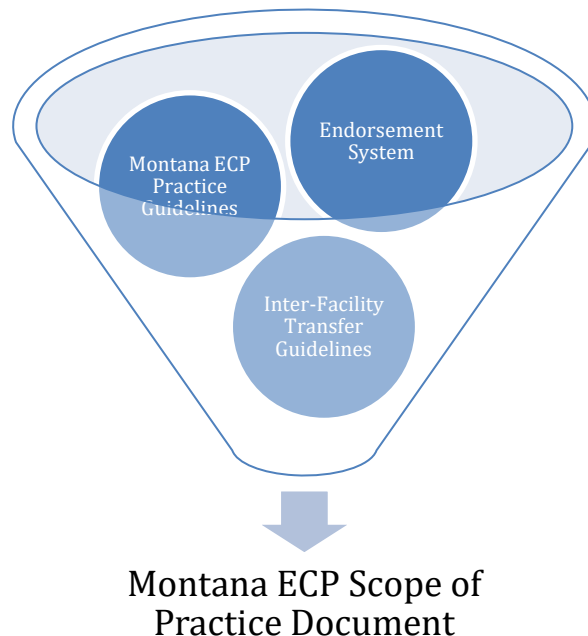 Endorsement
System
Montana ECP
Practice
Guidelines
Inter-Facility
Transfer
Guidelines
Montana ECP Scope of
Practice Document